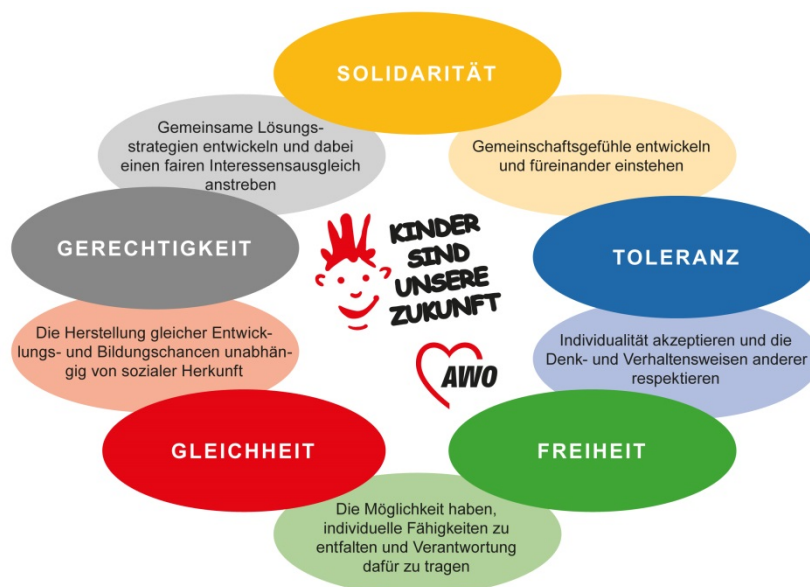 SOLIDARITÄT
Gemeinschaftsgefühle entwickeln
und füreinander einstehen
TOLERANZ
Individualität akzeptieren und die
Denk- und Verhaltensweisen anderer
respektieren
FREIHEIT
Die Möglichkeit haben,
individuelle Fähigkeiten zu
entfalten und Verantwortung
dafür zu tragen
GLEICHHEIT
Die Herstellung gleicher Entwick-
lungs- und Bildungschancen unabhän-
gig von sozialer Herkunft
GERECHTIGKEIT
Gemeinsame Lösungs-
strategien entwickeln und dabei
einen fairen Interessensausgleich
anstreben
KINDER
SIND
UNSERE
ZUKUNFT
AWO